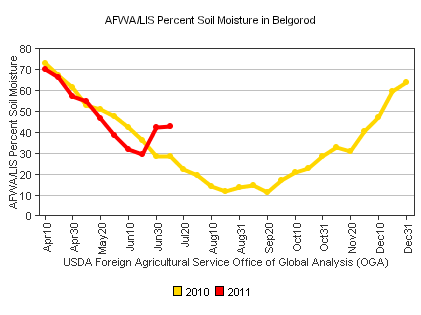 AFWA/LIS Percent Soil Moisture in Belgorod
AFWA/LIS Percent Soil Moisture
80
70
60
50
40
30
20
10
0
Apr10
Apr30
May20
Jun10
Jun30
Jul20
Aug10
Aug31
Sep20
Oct10
Oct31
Nov20
Dec10
Dec31
USDA Foreign Agricultural Service Office of Global Analysis (OGA)
2010 2011